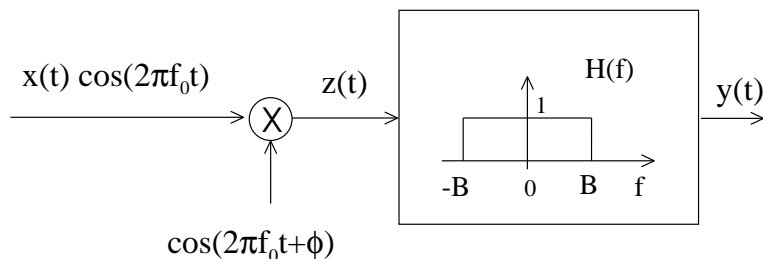 x(t) cos(2πf₀t)
z(t)
H(f)
y(t)
X
1
-B
0
B
f
cos(2πf₀t+ϕ)